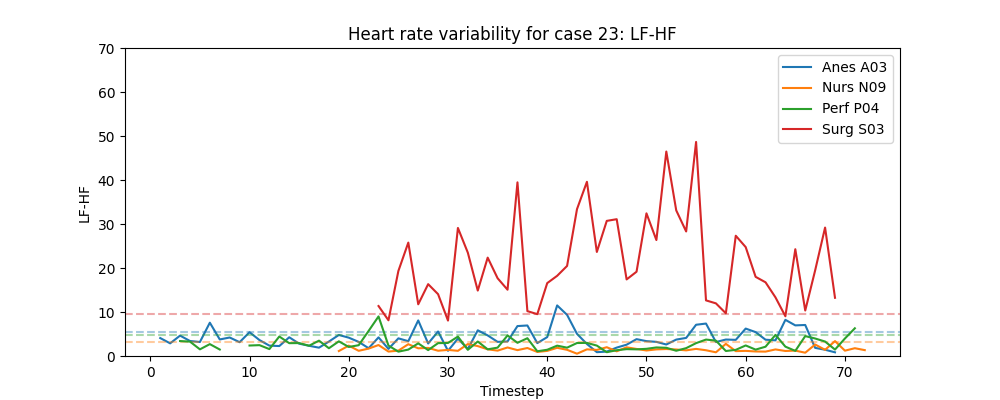 Heart rate variability for case 23: LF-HF
70
60
50
40
30
20
10
0
LF-HF
Anes A03
Nurs N09
Perf P04
Surg S03
0 10 20 30 40 50 60 70
Timestep